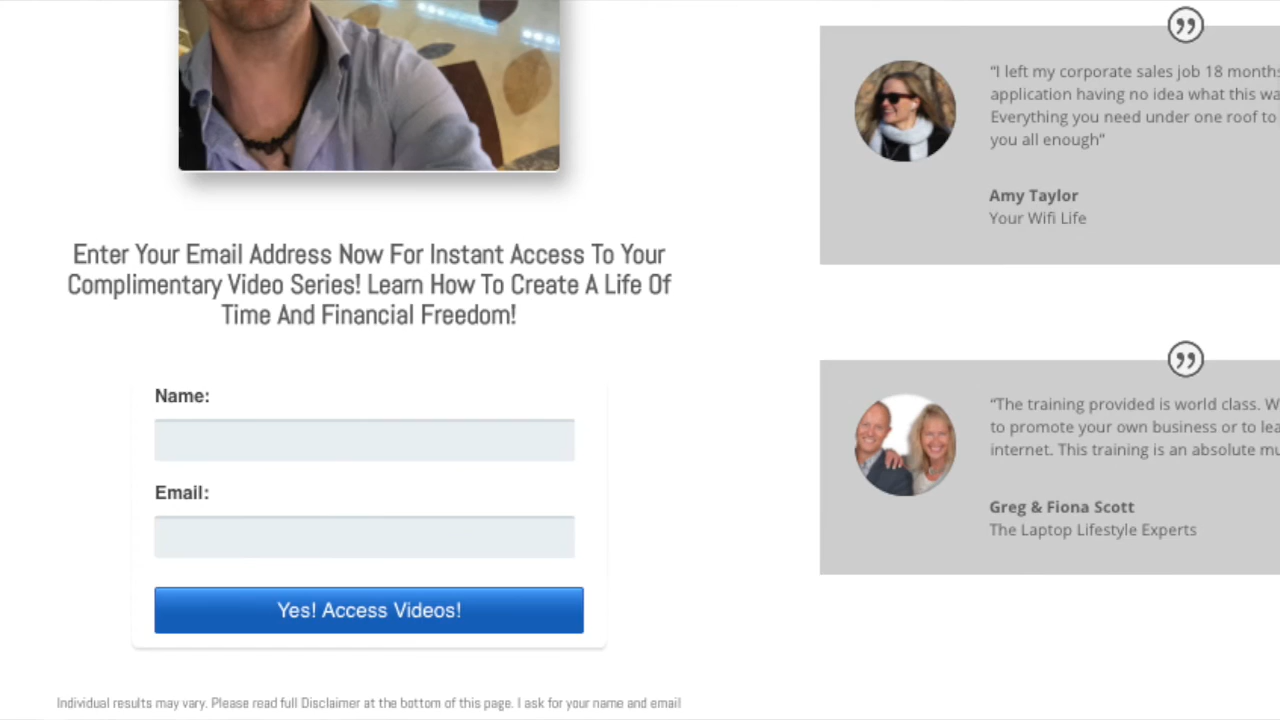 Enter Your Email Address Now For Instant Access To Your
Complimentary Video Series! Learn How To Create A Life Of
Time And Financial Freedom!
Name:
Email:
Yes! Access Videos!
Individual results may vary. Please read full Disclaimer at the bottom of this page. I ask for your name and email
“I left my corporate sales job 18 months
application having no idea what this wa
Everything you need under one roof to
you all enough“
Amy Taylor
Your Wifi Life
“The training provided is world class. W
to promote your own business or to lea
internet. This training is an absolute mu
Greg & Fiona Scott
The Laptop Lifestyle Experts